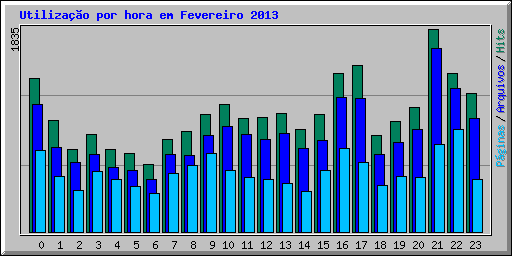 Utilização por hora em Fevereiro 2013
1835
Páginas / Arquivos / Hits
0 1 2 3 4 5 6 7 8 9 10 11 12 13 14 15 16 17 18 19 20 21 22 23